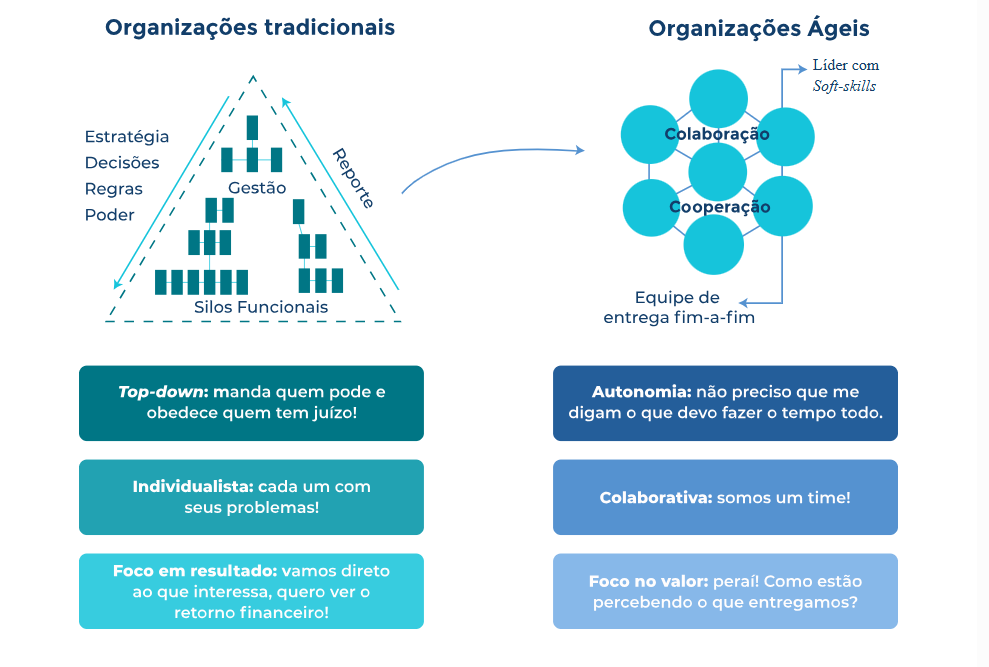 Organizações tradicionais
Estratégia
Decisões
Regras
Poder
Reporte
Gestão
Silos Funcionais
Top-down: manda quem pode e
obedece quem tem juízo!
Individualista: cada um com
seus problemas!
Foco em resultado: vamos direto
ao que interessa, quero ver o
retorno financeiro!
Organizações Ágeis
Líder com
Soft-skills
Colaboração
Cooperação
Equipe de
entrega fim-a-fim
Autonomia: não preciso que me
digam o que devo fazer o tempo todo.
Colaborativa: somos um time!
Foco no valor: peraí! Como estão
percebendo o que entregamos?